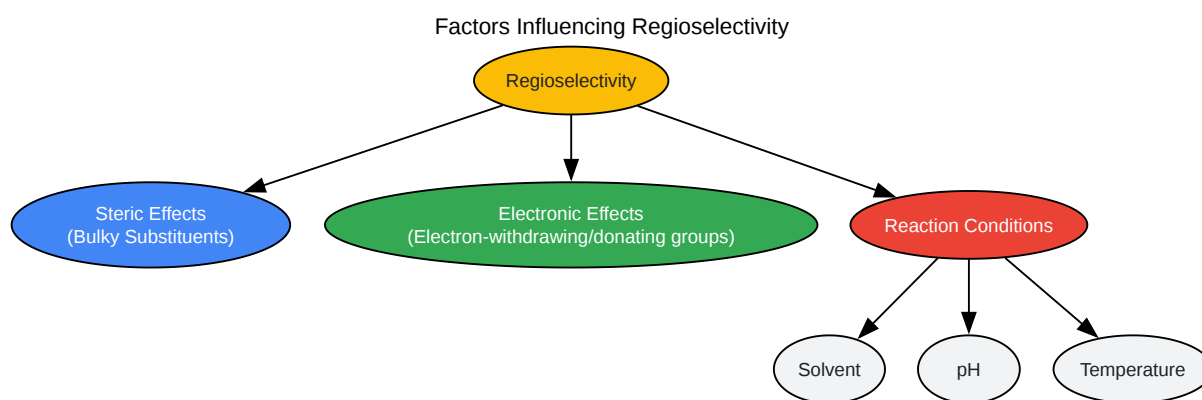 Factors Influencing Regioselectivity
Regioselectivity
Steric Effects
(Bulky Substituents)
Electronic Effects
(Electron-withdrawing/donating groups)
Reaction Conditions
Solvent
pH
Temperature